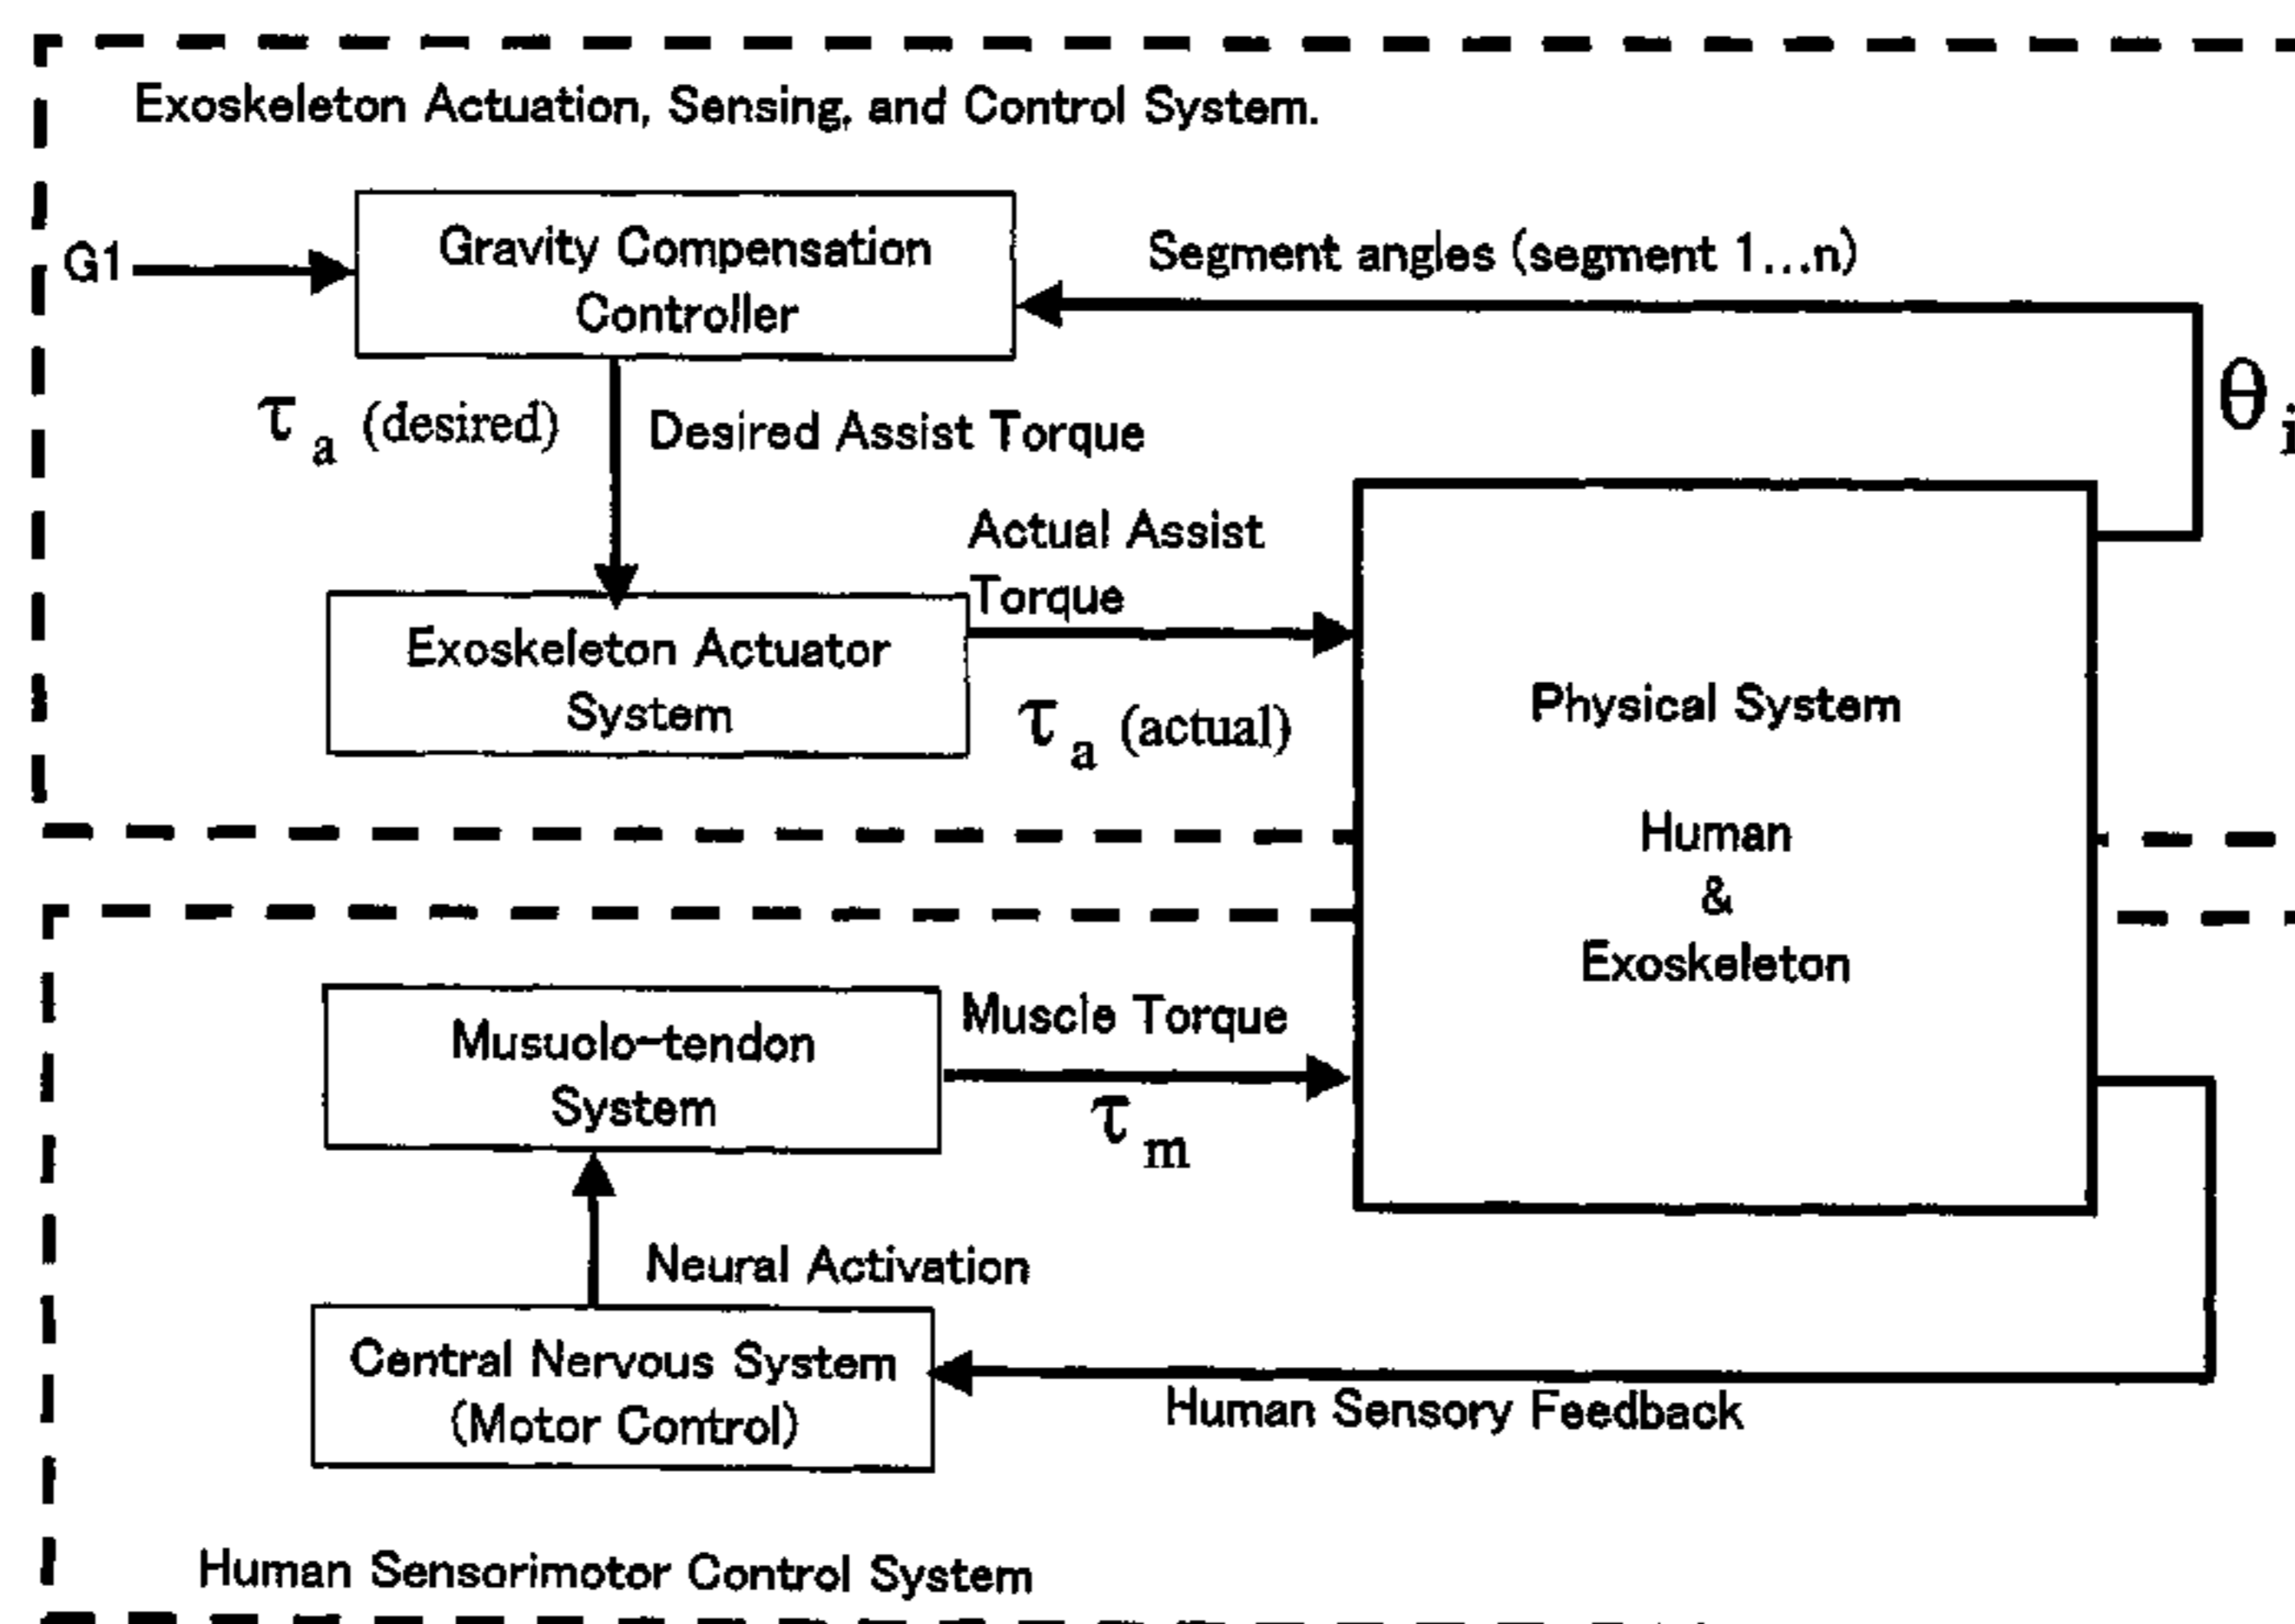 Exoskeleton Actuation, Sensing, and Control System.
G1
Gravity Compensation
Controller
Segment angles (segment 1...n)
θ i
τ a (desired)
Desired Assist Torque
Actual Assist
Torque
Exoskeleton Actuator
System
τ a (actual)
Physical System
Human
&
Exoskeleton
Musuolo-tendon
System
Muscle Torque
τ m
Neural Activation
Central Nervous System
(Motor Control)
Human Sensory Feedback
Human Sensorimotor Control System